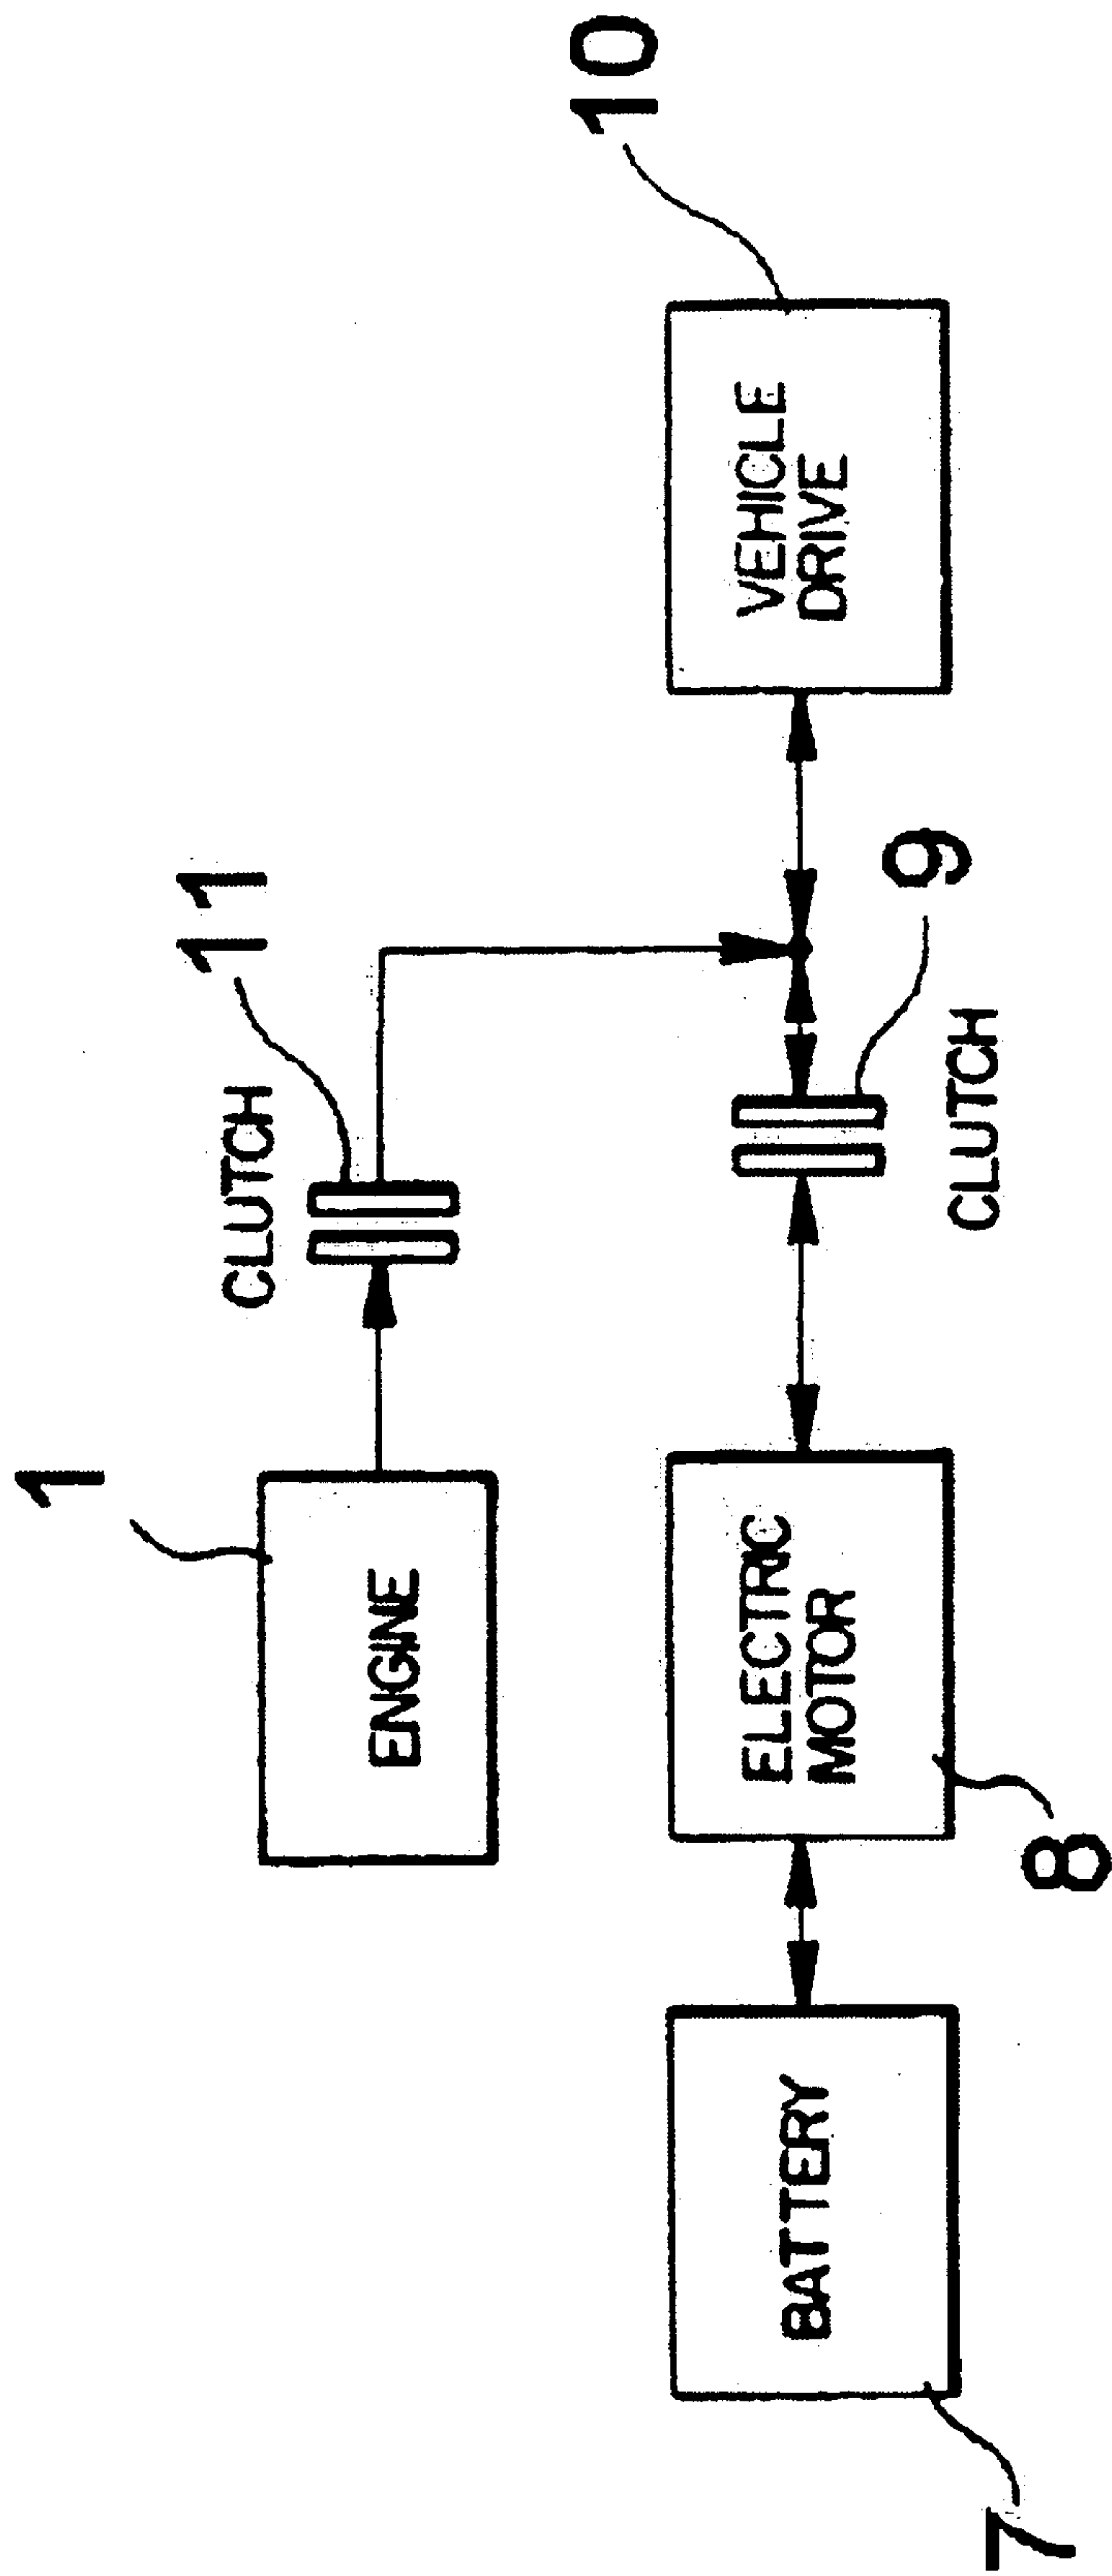 1
ENGINE
CLUTCH
11
BATTERY
7
ELECTRIC
MOTOR
8
CLUTCH
9
VEHICLE
DRIVE
10